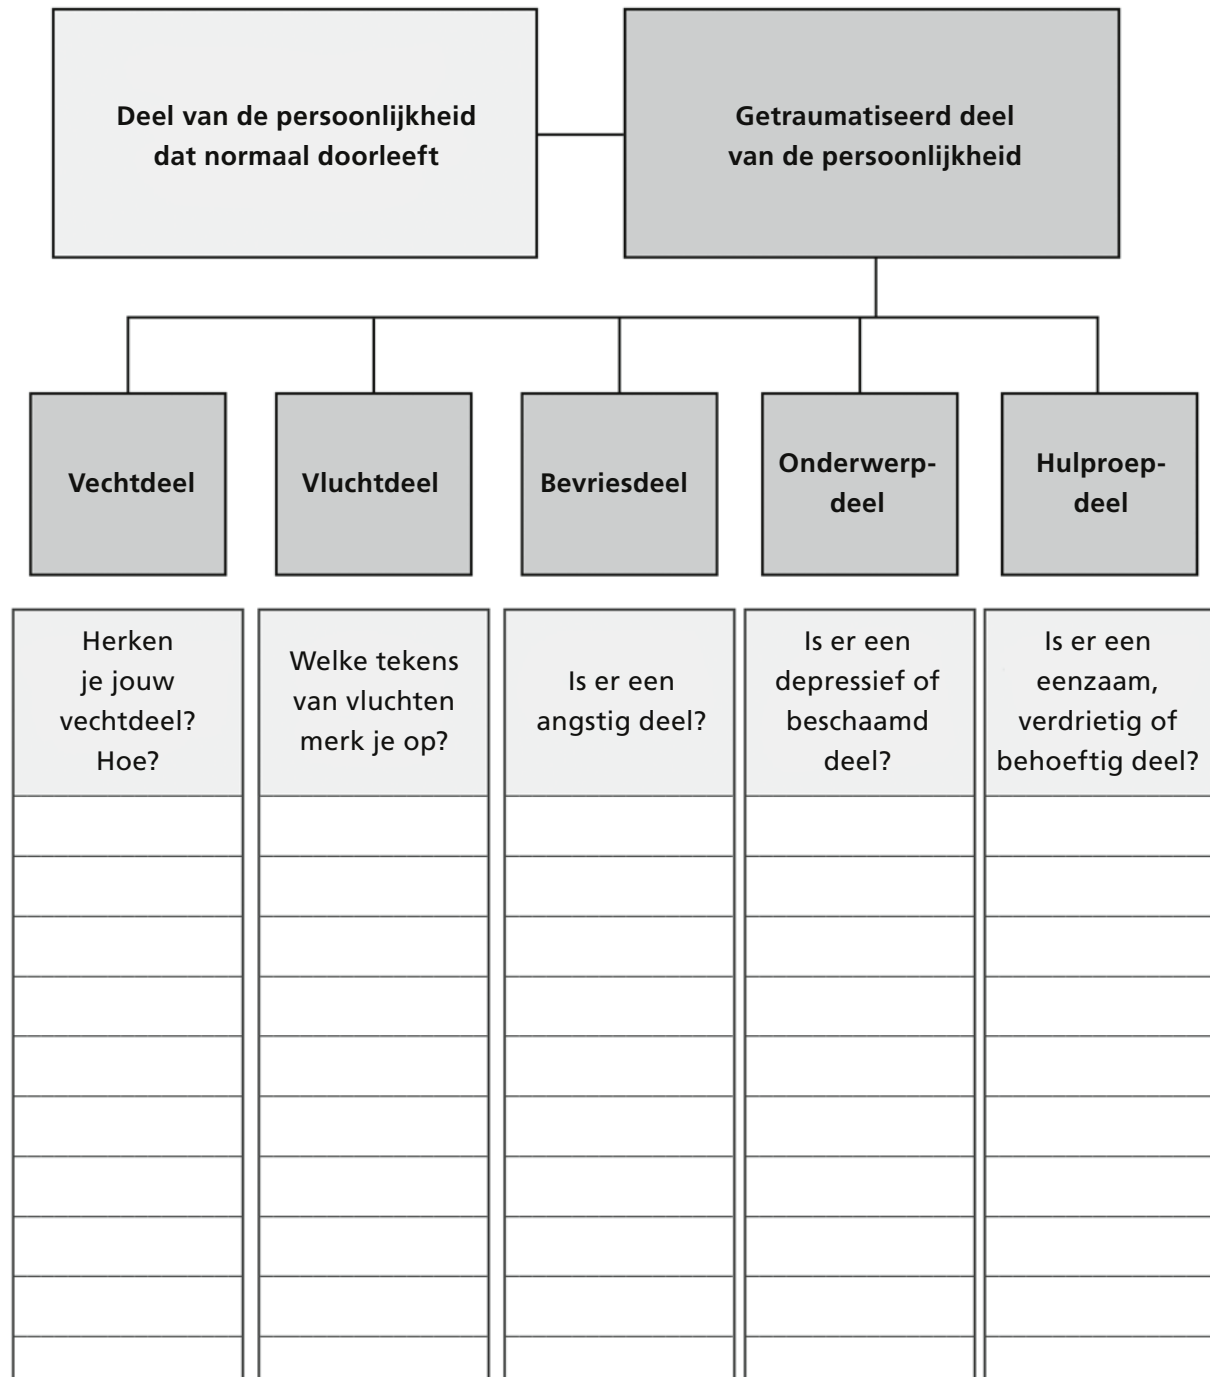 Deel van de persoonlijkheid
dat normaal doorleeft
Getraumatiseerd deel
van de persoonlijkheid
Vechtdeel
Vluchtdeel
Bevriesdeel
Onderwerp-
deel
Hulproep-
deel
Herken
je jouw
vechtdeel?
Hoe?
Welke tekens
van vluchten
merk je op?
Is er een
angstig deel?
Is er een
depressief of
beschaamd
deel?
Is er een
eenzaam,
verdrietig of
behoeftig deel?